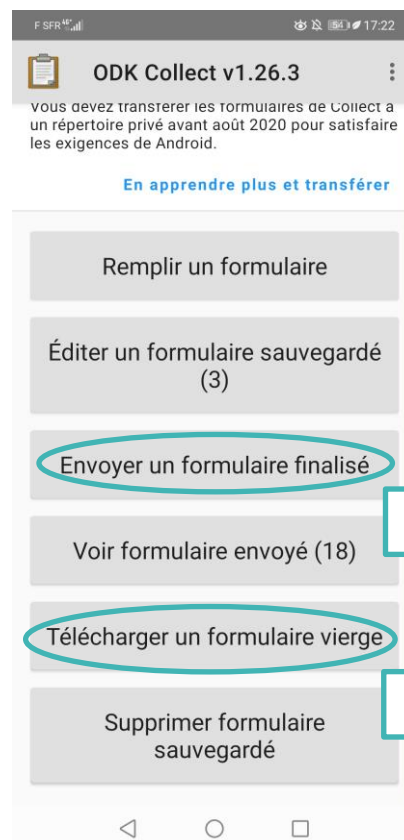 F SFR 4G+ 54 17:22
ODK Collect v1.26.3
Vous devez transférer les formulaires de Collect à
un répertoire privé avant août 2020 pour satisfaire
les exigences de Android.
En apprendre plus et transférer
Remplir un formulaire
Éditer un formulaire sauvegardé
(3)
Envoyer un formulaire finalisé
Voir formulaire envoyé (18)
Télécharger un formulaire vierge
Supprimer formulaire
sauvegardé